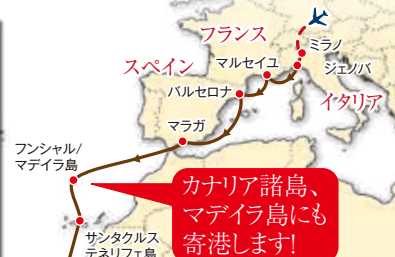 フランス
ミラノ
スペイン
マルセイユ
ジェノバ
バルセロナ
イタリア
マラガ
フンシャル/
マデイラ島
カナリア諸島、
マデイラ島にも
寄港します!
サンタクルス
テネリフェ島